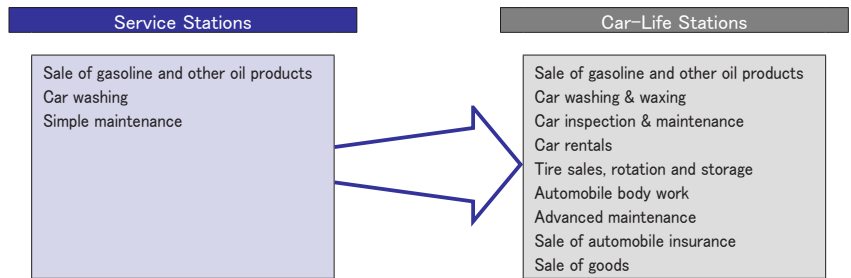 Service Stations
Car-Life Stations
Sale of gasoline and other oil products
Car washing
Simple maintenance
Sale of gasoline and other oil products
Car washing & waxing
Car inspection & maintenance
Car rentals
Tire sales, rotation and storage
Automobile body work
Advanced maintenance
Sale of automobile insurance
Sale of goods